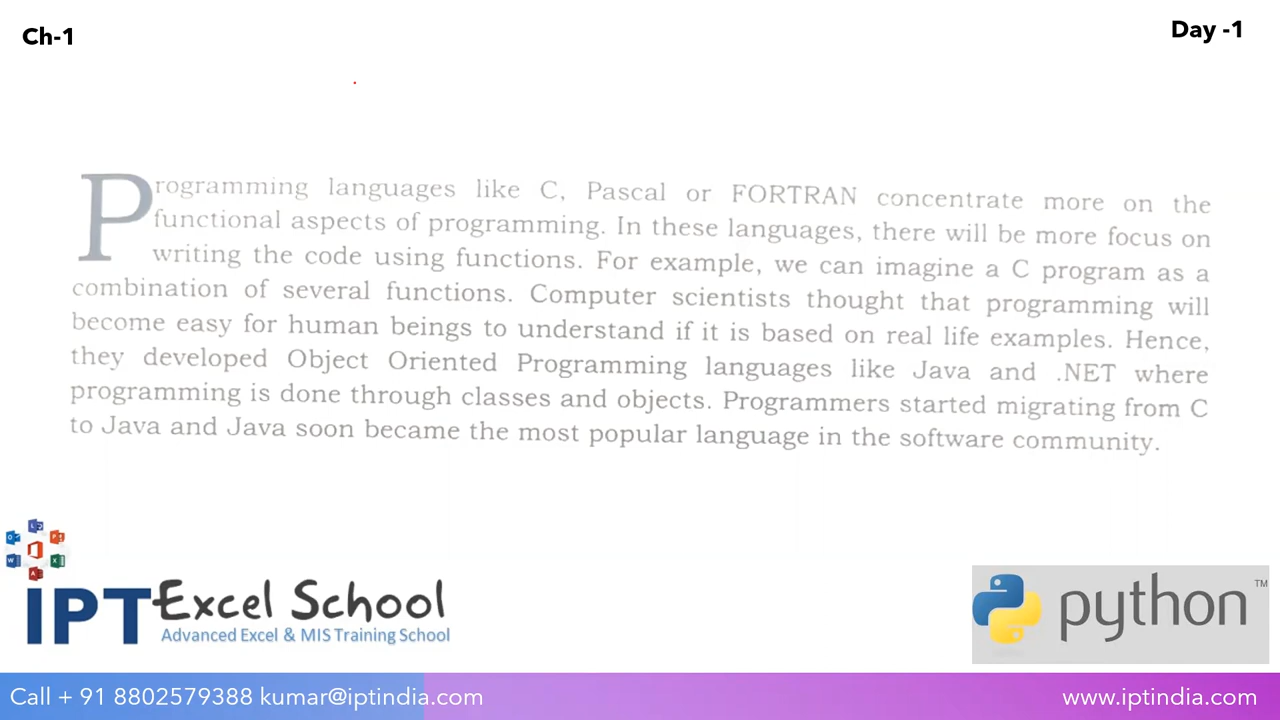 Ch-1
Day -1
Programming languages like C, Pascal or FORTRAN concentrate more on the
functional aspects of programming. In these languages, there will be more focus on
writing the code using functions. For example, we can imagine a C program as a
combination of several functions. Computer scientists thought that programming will
become easy for human beings to understand if it is based on real life examples. Hence,
they developed Object Oriented Programming languages like Java and .NET where
programming is done through classes and objects. Programmers started migrating from C
to Java and Java soon became the most popular language in the software community.
IPT Excel School
Advanced Excel & MIS Training School
python™
Call + 91 8802579388 kumar@iptindia.com
www.iptindia.com